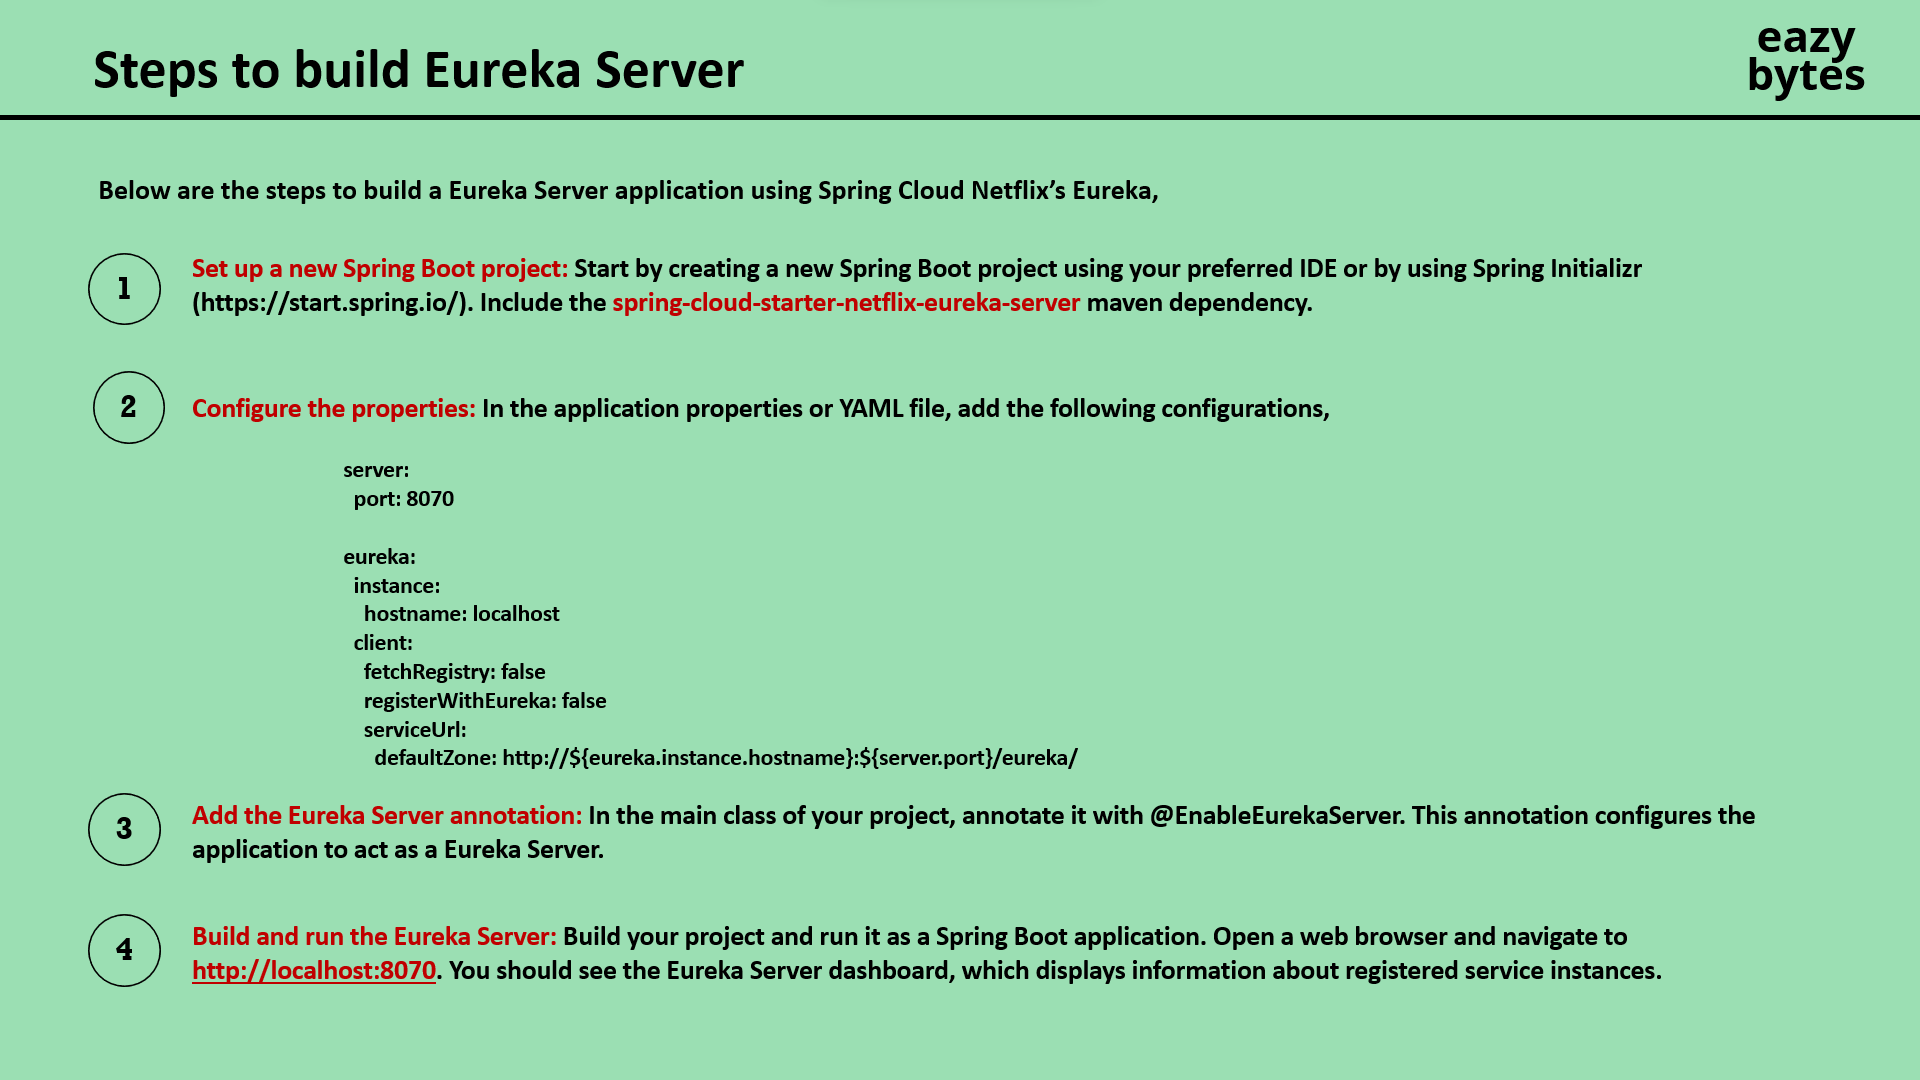 Steps to build Eureka Server
eazy
bytes
Below are the steps to build a Eureka Server application using Spring Cloud Netflix’s Eureka,
1
Set up a new Spring Boot project: Start by creating a new Spring Boot project using your preferred IDE or by using Spring Initializr
(https://start.spring.io/). Include the spring-cloud-starter-netflix-eureka-server maven dependency.
2
Configure the properties: In the application properties or YAML file, add the following configurations,
server:
  port: 8070
eureka:
  instance:
    hostname: localhost
  client:
    fetchRegistry: false
    registerWithEureka: false
    serviceUrl:
      defaultZone: http://${eureka.instance.hostname}:${server.port}/eureka/
3
Add the Eureka Server annotation: In the main class of your project, annotate it with @EnableEurekaServer. This annotation configures the
application to act as a Eureka Server.
4
Build and run the Eureka Server: Build your project and run it as a Spring Boot application. Open a web browser and navigate to
http://localhost:8070. You should see the Eureka Server dashboard, which displays information about registered service instances.